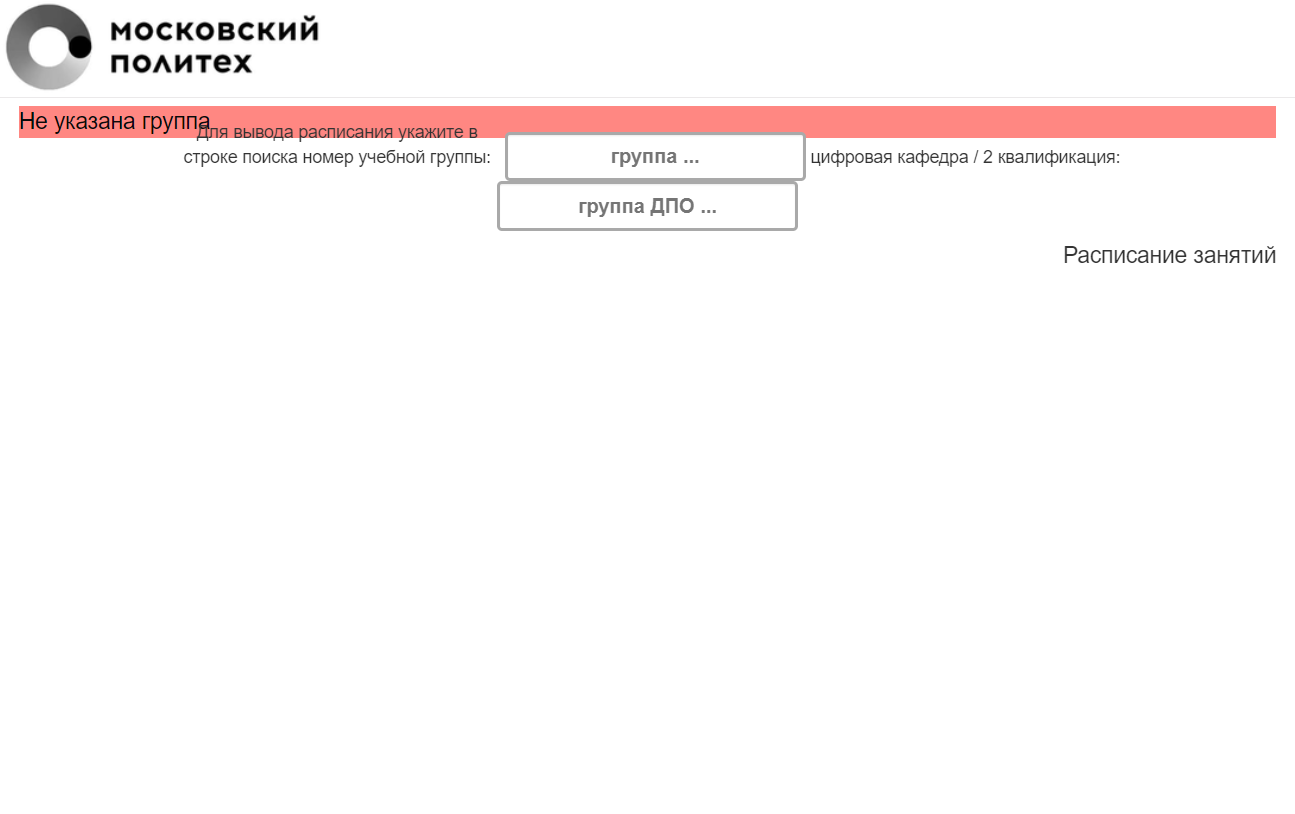 московский
политех
Не указана группа
Для вывода расписания укажите в
строке поиска номер учебной группы:
группа ...
цифровая кафедра / 2 квалификация:
группа ДПО ...
Расписание занятий